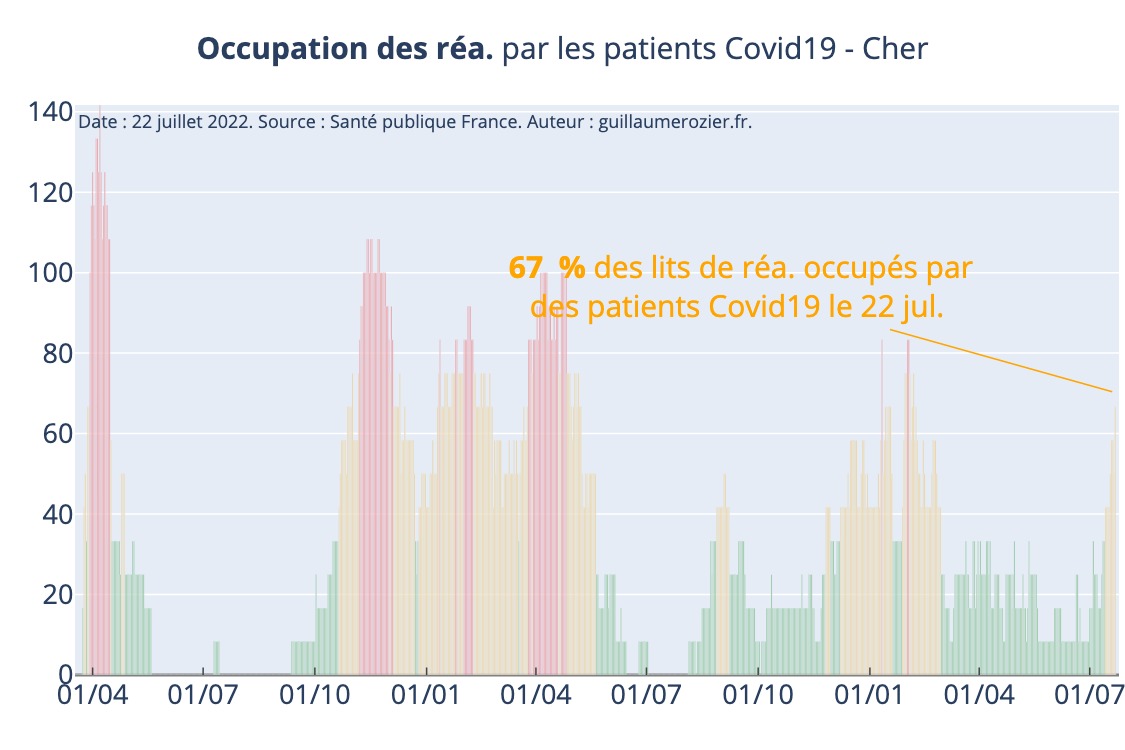 Occupation des réa. par les patients Covid19 - Cher
140
Date : 22 juillet 2022. Source : Santé publique France. Auteur : guillaumerozier.fr.
120
100
67 % des lits de réa. occupés par
des patients Covid19 le 22 jul.
80
60
40
20
0
01/04 01/07 01/10 01/01 01/04 01/07 01/10 01/01 01/04 01/07